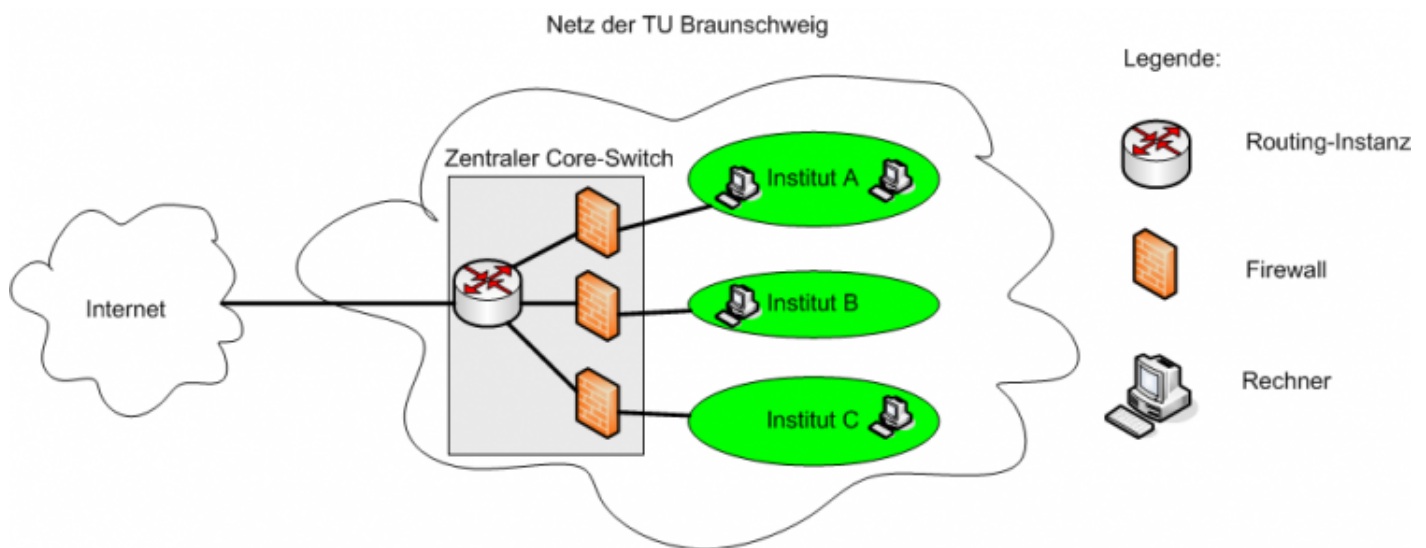 Netz der TU Braunschweig
Legende:
Zentraler Core-Switch
Institut A
Routing-Instanz
Internet
Institut B
Firewall
Institut C
Rechner